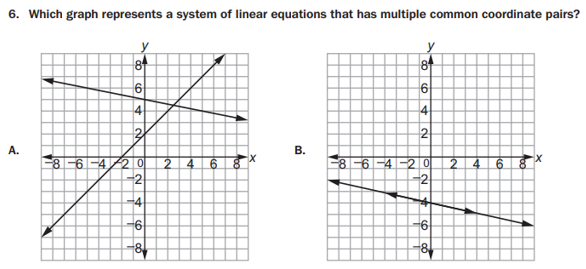 6. Which graph represents a system of linear equations that has multiple common coordinate pairs?
y y
8 8
6 6
4 4
2 2
A. B.
−8 −6 −4 −2 0 2 4 6 8 x −8 −6 −4 −2 0 2 4 6 8 x
−2 −2
−4 −4
−6 −6
−8 −8